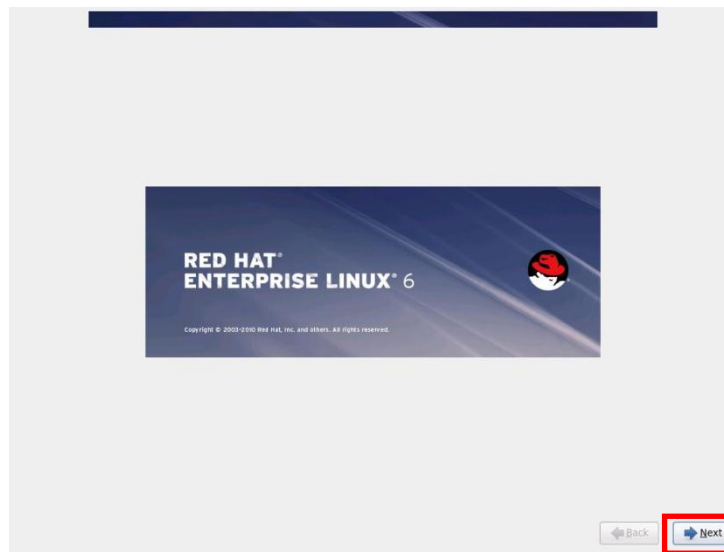 RED HAT®
ENTERPRISE LINUX® 6
Copyright © 2003-2010 Red Hat, Inc. and others. All rights reserved.
Back
Next